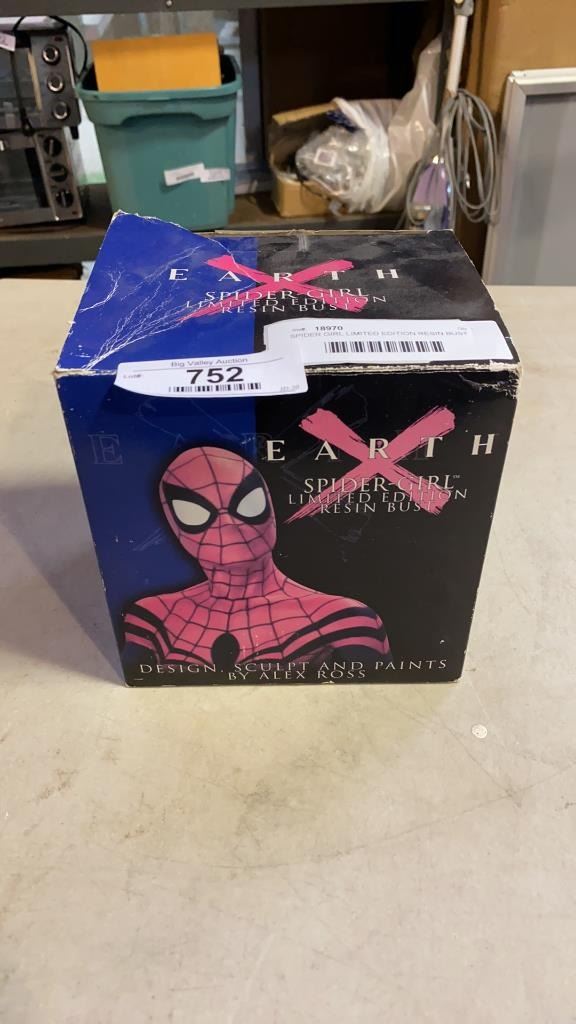 EARTH
X
SPIDER-GIRL
LIMITED EDITION
RESIN BUST
18970
SPIDER GIRL LIMITED EDITION RESIN BUST
Big Valley Auction
752
EARTH
X
SPIDER-GIRL™
LIMITED EDITION
RESIN BUST
DESIGN, SCULPT AND PAINTS
BY ALEX ROSS